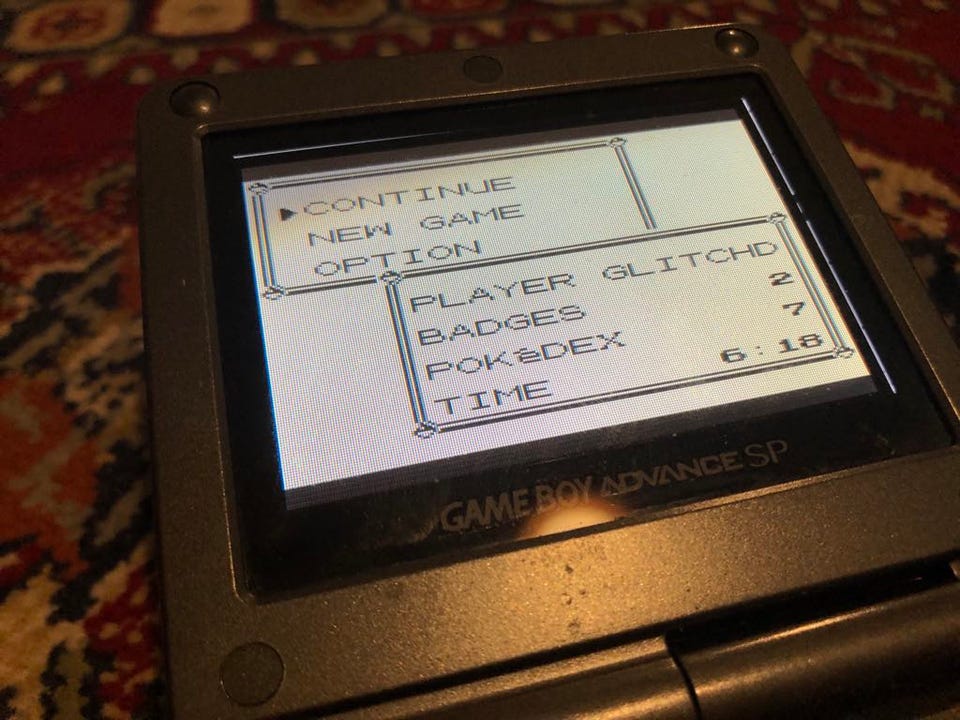 CONTINUE
NEW GAME
OPTION
PLAYER GLITCHD
BADGES 2
POKéDEX 7
TIME 6:18
GAME BOY ADVANCE SP